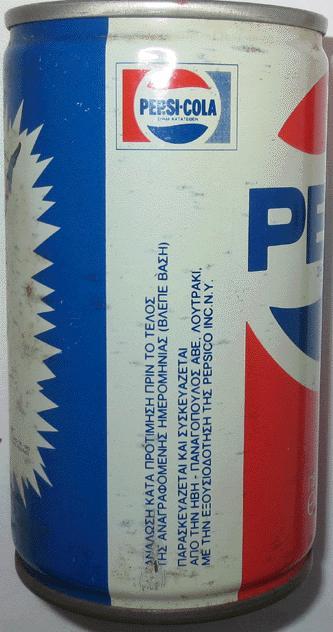 PEPSI-COLA
ΣΗΜΑ ΚΑΤΑΤΕΘΕΝ
PE
ΑΝΑΛΩΣΗ ΚΑΤΑ ΠΡΟΤΙΜΗΣΗ ΠΡΙΝ ΤΟ ΤΕΛΟΣ
ΤΗΣ ΑΝΑΓΡΑΦΟΜΕΝΗΣ ΗΜΕΡΟΜΗΝΙΑΣ (ΒΛΕΠΕ ΒΑΣΗ)
ΠΑΡΑΣΚΕΥΑΖΕΤΑΙ ΚΑΙ ΣΥΣΚΕΥΑΖΕΤΑΙ
ΑΠΟ ΤΗΝ ΗΒΗ - ΠΑΝΑΓΟΠΟΥΛΟΣ ΑΒΕ, ΛΟΥΤΡΑΚΙ,
ΜΕ ΤΗΝ ΕΞΟΥΣΙΟΔΟΤΗΣΗ ΤΗΣ PEPSICO INC.N.Y.